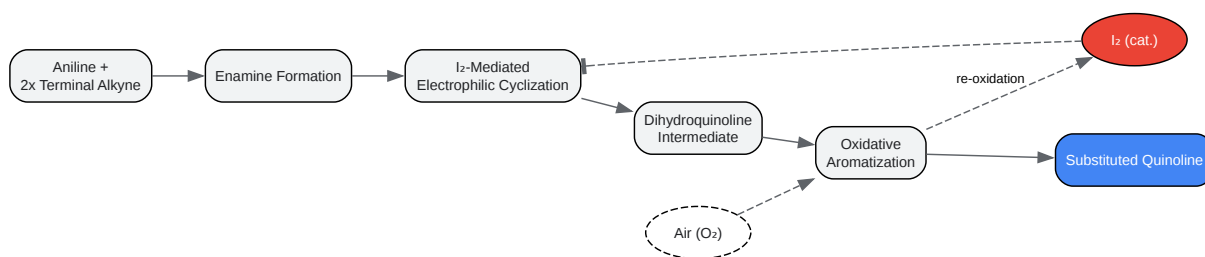 Aniline +
2x Terminal Alkyne
Enamine Formation
I₂-Mediated
Electrophilic Cyclization
Dihydroquinoline
Intermediate
Oxidative
Aromatization
Air (O₂)
re-oxidation
I₂ (cat.)
Substituted Quinoline